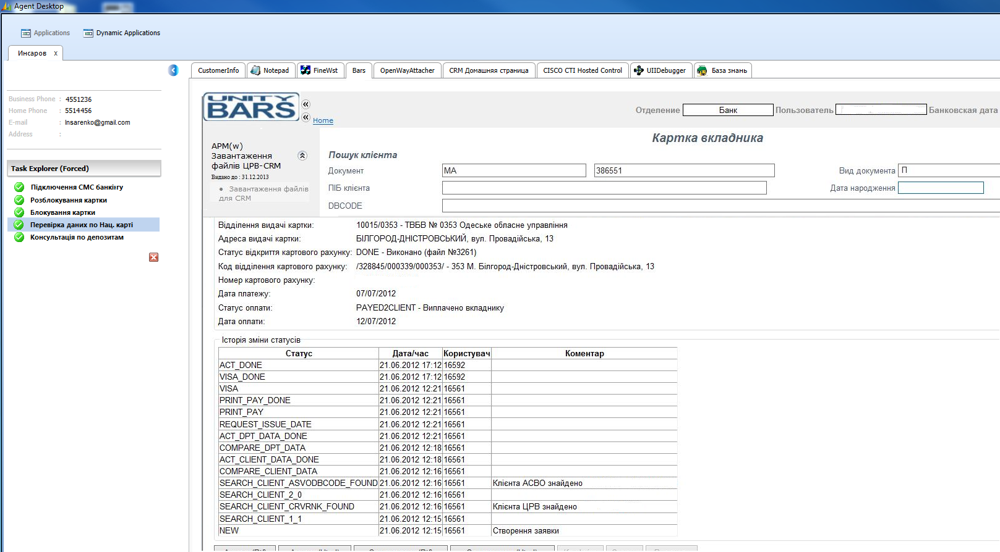 Agent Desktop
Applications Dynamic Applications
Инсаров x
CustomerInfo Notepad FineWst Bars OpenWayAttacher CRM Домашняя страница CISCO CTI Hosted Control UIIDebugger База знань
Business Phone : 4551236
Home Phone : 5514456
E-mail : Insarenko@gmail.com
Address :
Task Explorer (Forced)
Підключення СМС банкінгу
Розблокування картки
Блокування картки
Перевірка даних по Нац. карті
Консультація по депозитам
UNITY
BARS
Home
Отделение Банк Пользователь Банковская дата
АРМ(w)
Завантаження
файлів ЦРВ-CRM
Видано до : 31.12.2013
Завантаження файлів
для CRM
Картка вкладника
Пошук клієнта
Документ МА 386551 Вид документа П
ПІБ клієнта Дата народження
DBCODE
Відділення видачі картки: 10015/0353 - ТВБВ № 0353 Одеське обласне управління
Адреса видачі картки: БІЛГОРОД-ДНІСТРОВСЬКИЙ, вул. Провадійська, 13
Статус відкриття картового рахунку: DONE - Виконано (файл №3261)
Код відділення картового рахунку: /328845/000339/000353/ - 353 М. Білгород-Дністровський, вул. Провадійська, 13
Номер картового рахунку:
Дата платежу: 07/07/2012
Статус оплати: PAYED2CLIENT - Виплачено вкладнику
Дата оплати: 12/07/2012
Історія зміни статусів
Статус Дата/час Користувач Коментар
ACT_DONE 21.06.2012 17:12 16592
VISA_DONE 21.06.2012 17:12 16592
VISA 21.06.2012 12:21 16561
PRINT_PAY_DONE 21.06.2012 12:21 16561
PRINT_PAY 21.06.2012 12:21 16561
REQUEST_ISSUE_DATE 21.06.2012 12:21 16561
ACT_DPT_DATA_DONE 21.06.2012 12:21 16561
COMPARE_DPT_DATA 21.06.2012 12:18 16561
ACT_CLIENT_DATA_DONE 21.06.2012 12:18 16561
COMPARE_CLIENT_DATA 21.06.2012 12:16 16561
SEARCH_CLIENT_ASVODBCODE_FOUND 21.06.2012 12:16 16561 Клієнта АСВО знайдено
SEARCH_CLIENT_2_0 21.06.2012 12:16 16561
SEARCH_CLIENT_CRVRNK_FOUND 21.06.2012 12:16 16561 Клієнта ЦРВ знайдено
SEARCH_CLIENT_1_1 21.06.2012 12:15 16561
NEW 21.06.2012 12:15 16561 Створення заявки